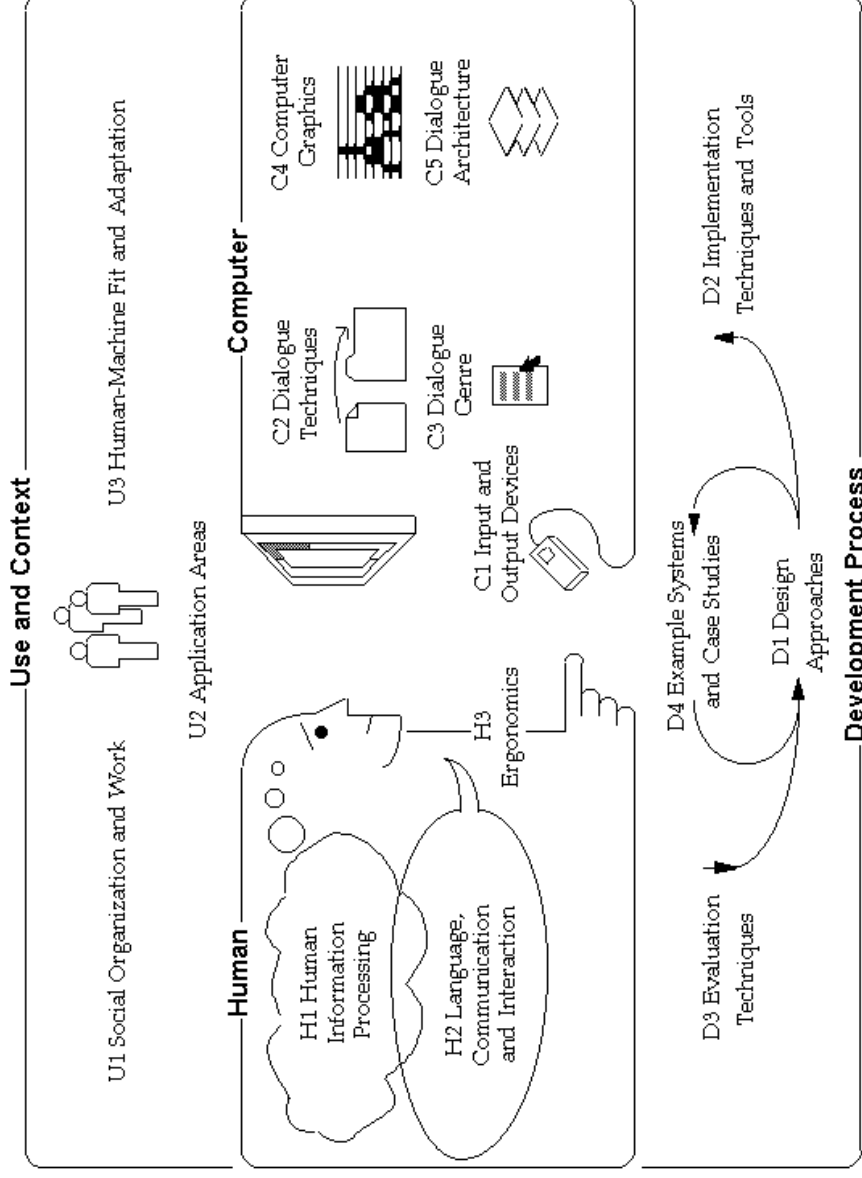 Use and Context
U1 Social Organization and Work
U3 Human-Machine Fit and Adaptation
U2 Application Areas
Human
Computer
H1 Human
Information
Processing
H2 Language,
Communication
and Interaction
H3
Ergonomics
C2 Dialogue
Techniques
C4 Computer
Graphics
C3 Dialogue
Genre
C5 Dialogue
Architecture
C1 Input and
Output Devices
D3 Evaluation
Techniques
D4 Example Systems
and Case Studies
D1 Design
Approaches
D2 Implementation
Techniques and Tools
Development Process